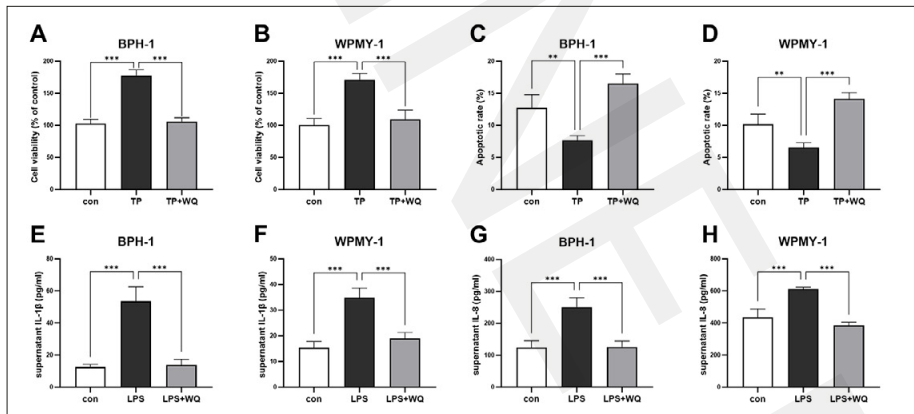 A
BPH-1
Cell viability (% of control)
200
150
100
50
0
*** ***
con TP TP+WQ
B
WPMY-1
Cell viability (% of control)
200
150
100
50
0
*** ***
con TP TP+WQ
C
BPH-1
Apoptotic rate (%)
20
15
10
5
0
** ***
con TP TP+WQ
D
WPMY-1
Apoptotic rate (%)
20
15
10
5
0
** ***
con TP TP+WQ
E
BPH-1
supernatant IL-1β (pg/ml)
80
60
40
20
0
*** ***
con LPS LPS+WQ
F
WPMY-1
supernatant IL-1β (pg/ml)
50
40
30
20
10
0
*** ***
con LPS LPS+WQ
G
BPH-1
supernatant IL-8 (pg/ml)
400
300
200
100
0
*** ***
con LPS LPS+WQ
H
WPMY-1
supernatant IL-8 (pg/ml)
800
600
400
200
0
*** ***
con LPS LPS+WQ